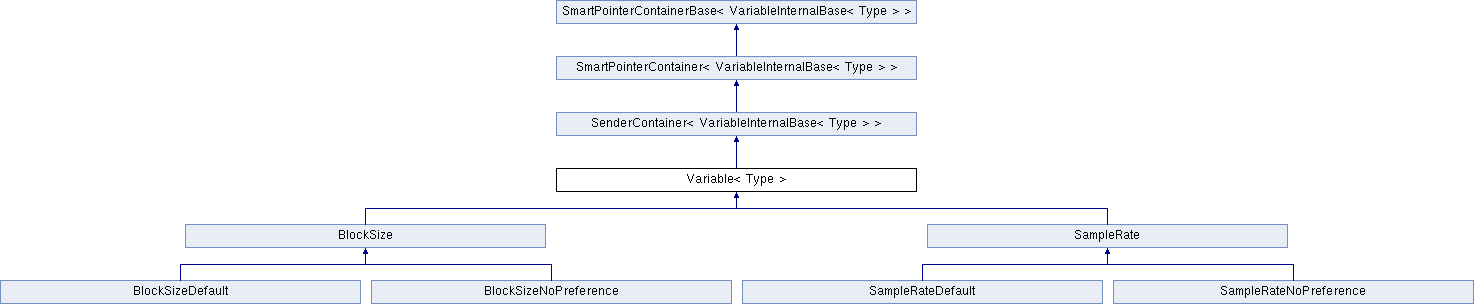 SmartPointerContainerBase< VariableInternalBase< Type > >
SmartPointerContainer< VariableInternalBase< Type > >
SenderContainer< VariableInternalBase< Type > >
Variable< Type >
BlockSize
SampleRate
BlockSizeDefault
BlockSizeNoPreference
SampleRateDefault
SampleRateNoPreference